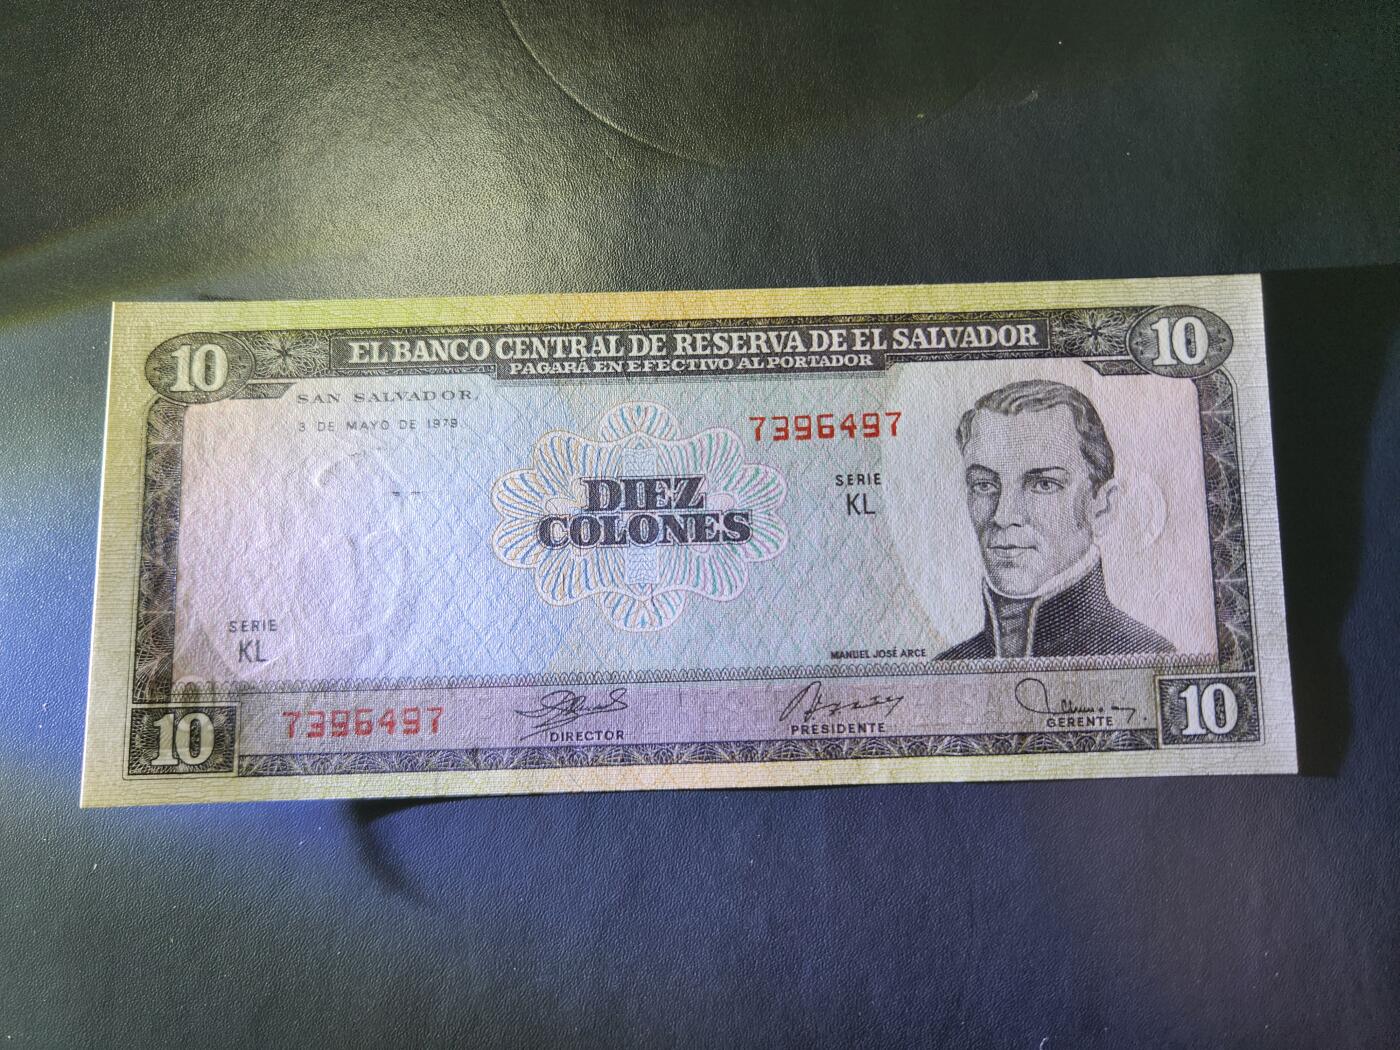 10
EL BANCO CENTRAL DE RESERVA DE EL SALVADOR
10
PAGARÁ EN EFECTIVO AL PORTADOR
SAN SALVADOR,
3 DE MAYO DE 1979.
7396497
SERIE
KL
DIEZ
COLONES
SERIE
KL
MANUEL JOSÉ ARCE
10
7396497
DIRECTOR
PRESIDENTE
GERENTE
10